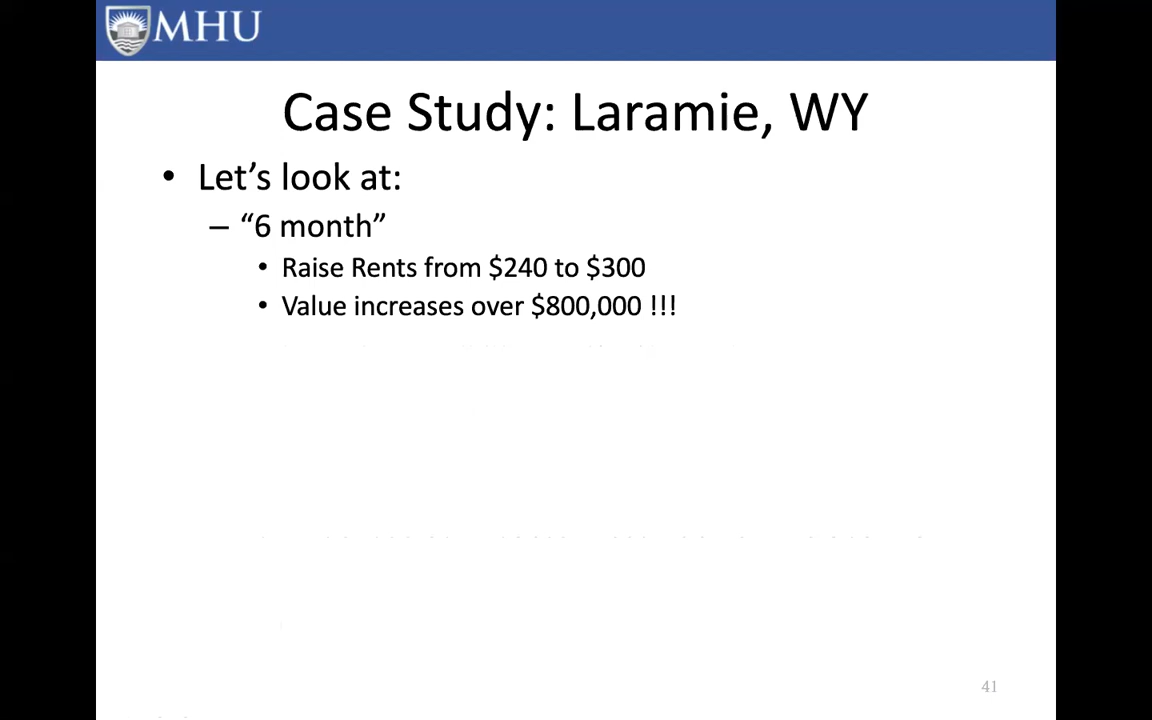 MHU
Case Study: Laramie, WY
• Let’s look at:
– “6 month”
• Raise Rents from $240 to $300
• Value increases over $800,000 !!!
41